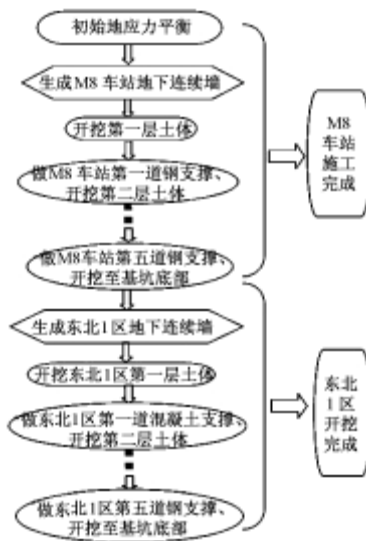 初始地应力平衡
生成M8车站地下连续墙
开挖第一层土体
做M8车站第一道钢支撑、
开挖第二层土体
做M8车站第五道钢支撑、
开挖至基坑底部
M8
车站
施工
完成
生成东北1区地下连续墙
开挖东北1区第一层土体
做东北1区第一道混凝土支撑、
开挖第二层土体
做东北1区第五道钢支撑、
开挖至基坑底部
东北
1区
开挖
完成